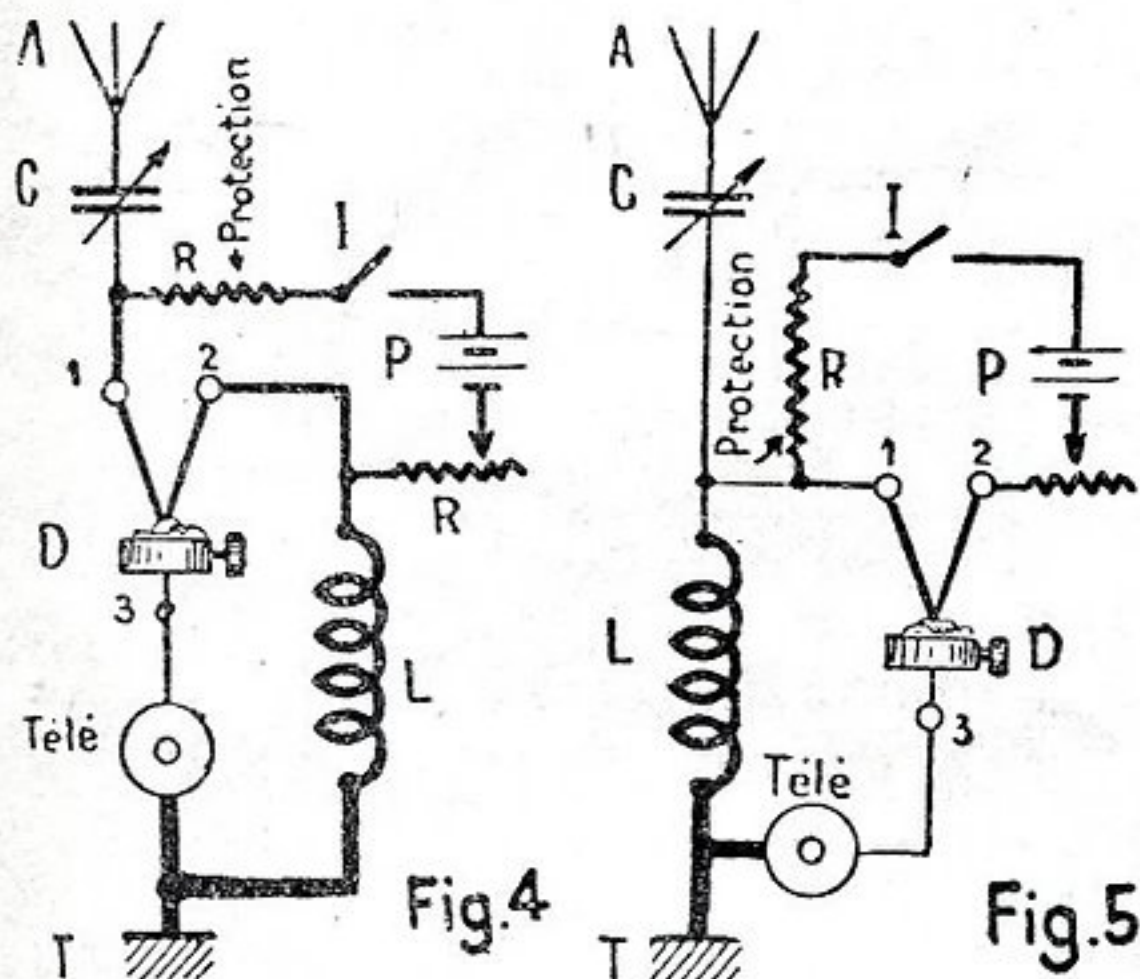 A
C
R
Protection
I
P
1
2
R
D
3
Télé
L
T
Fig.4
A
C
I
Protection
R
P
1
2
L
D
3
Télé
T
Fig.5